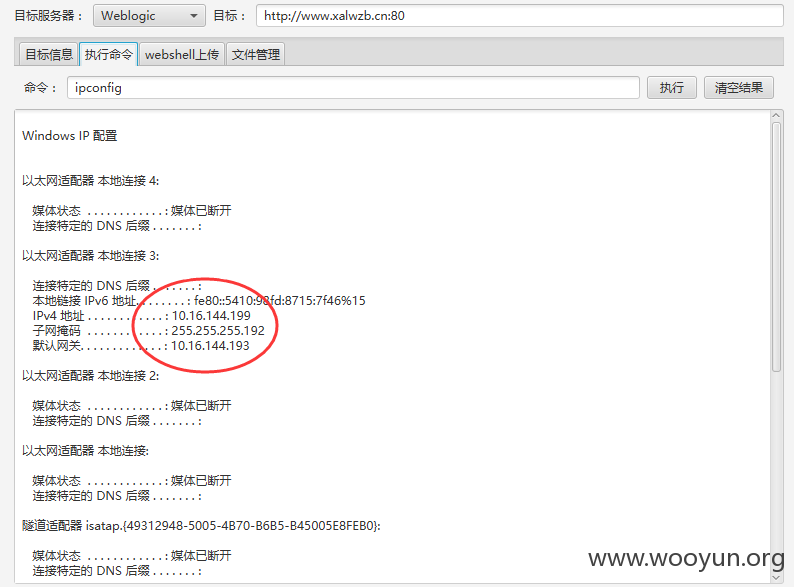 目标服务器： Weblogic 目标： http://www.xalwzb.cn:80
目标信息 执行命令 webshell上传 文件管理
命令： ipconfig 执行 清空结果
Windows IP 配置
以太网适配器 本地连接 4:
媒体状态 . . . . . . . . . . . . : 媒体已断开
连接特定的 DNS 后缀 . . . . . . . :
以太网适配器 本地连接 3:
连接特定的 DNS 后缀 . . . . . . . :
本地链接 IPv6 地址. . . . . . . . : fe80::5410:98fd:8715:7f46%15
IPv4 地址 . . . . . . . . . . . . : 10.16.144.199
子网掩码 . . . . . . . . . . . . : 255.255.255.192
默认网关. . . . . . . . . . . . . : 10.16.144.193
以太网适配器 本地连接 2:
媒体状态 . . . . . . . . . . . . : 媒体已断开
连接特定的 DNS 后缀 . . . . . . . :
以太网适配器 本地连接:
媒体状态 . . . . . . . . . . . . : 媒体已断开
连接特定的 DNS 后缀 . . . . . . . :
隧道适配器 isatap.{49312948-5005-4B70-B6B5-B45005E8FEB0}:
媒体状态 . . . . . . . . . . . . : 媒体已断开
连接特定的 DNS 后缀 . . . . . . . :
www.wooyun.org